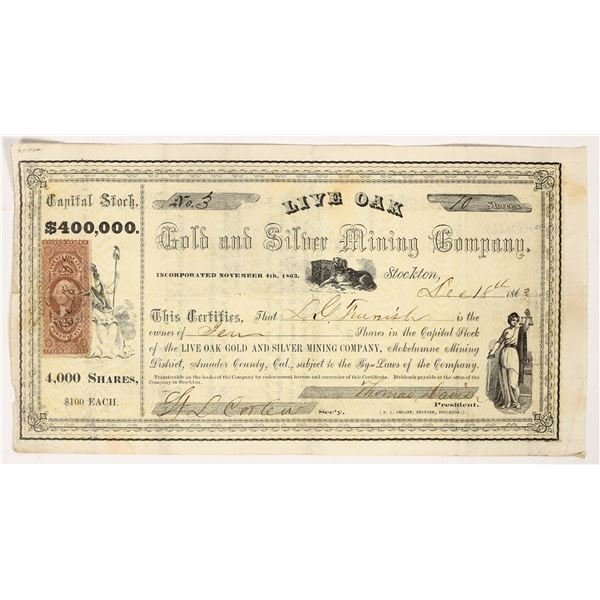 Capital Stock.
$400,000.
4,000 SHARES,
$100 EACH.
No. 3
10 Shares
LIVE OAK
Gold and Silver Mining Company.
INCORPORATED NOVEMBER 4th, 1863.
Stockton, Dec 18th 1863
This Certifies, That L. G. is the
owner of Ten Shares in the Capital Stock
of the LIVE OAK GOLD AND SILVER MINING COMPANY, Mokelumne Mining
District, Amador County, Cal., subject to the By=Laws of the Company.
Transferable on the books of the Company by endorsement hereon and surrender of this Certificate. Dividends payable at the office of the
Company in Stockton.
Sec'y.
Thomas
President.